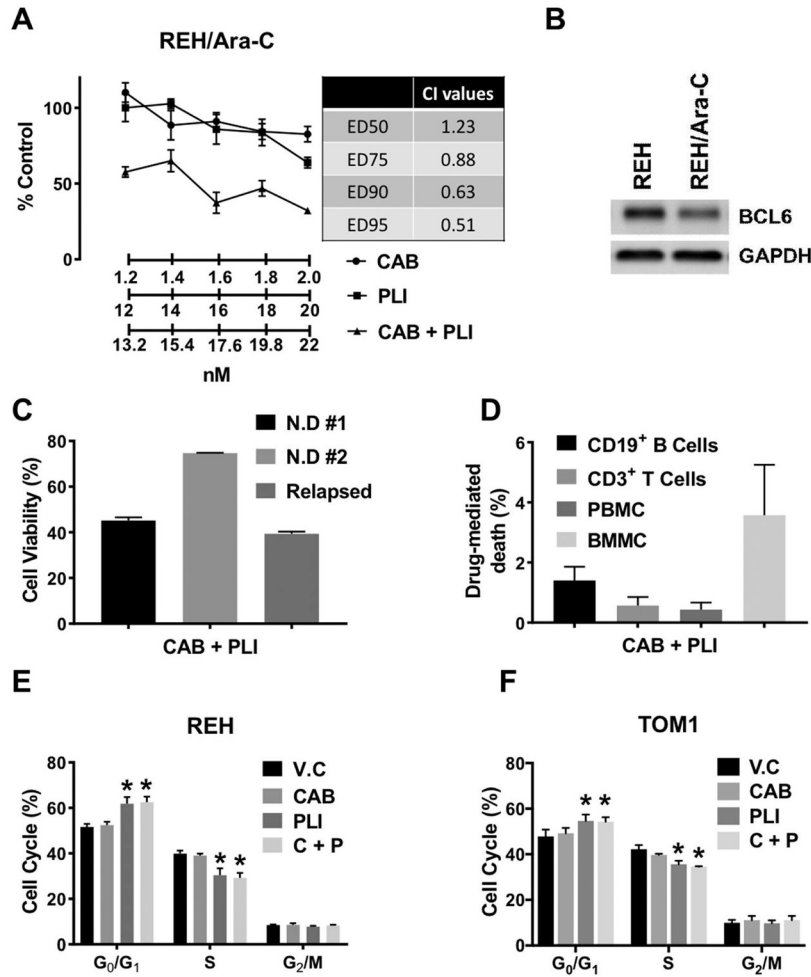 A
REH/Ara-C
% Control
100
50
0
CI values
ED50 1.23
ED75 0.88
ED90 0.63
ED95 0.51
1.2 1.4 1.6 1.8 2.0
12 14 16 18 20
13.2 15.4 17.6 19.8 22
nM
CAB
PLI
CAB + PLI
B
REH
REH/Ara-C
BCL6
GAPDH
C
Cell Viability (%)
80
60
40
20
0
N.D #1
N.D #2
Relapsed
CAB + PLI
D
Drug-mediated
death (%)
6
4
2
0
CD19⁺ B Cells
CD3⁺ T Cells
PBMC
BMMC
CAB + PLI
E
REH
Cell Cycle (%)
80
60
40
20
0
V.C
CAB
PLI
C + P
* *
* *
G₀/G₁ S G₂/M
F
TOM1
Cell Cycle (%)
80
60
40
20
0
V.C
CAB
PLI
C + P
* *
* *
G₀/G₁ S G₂/M